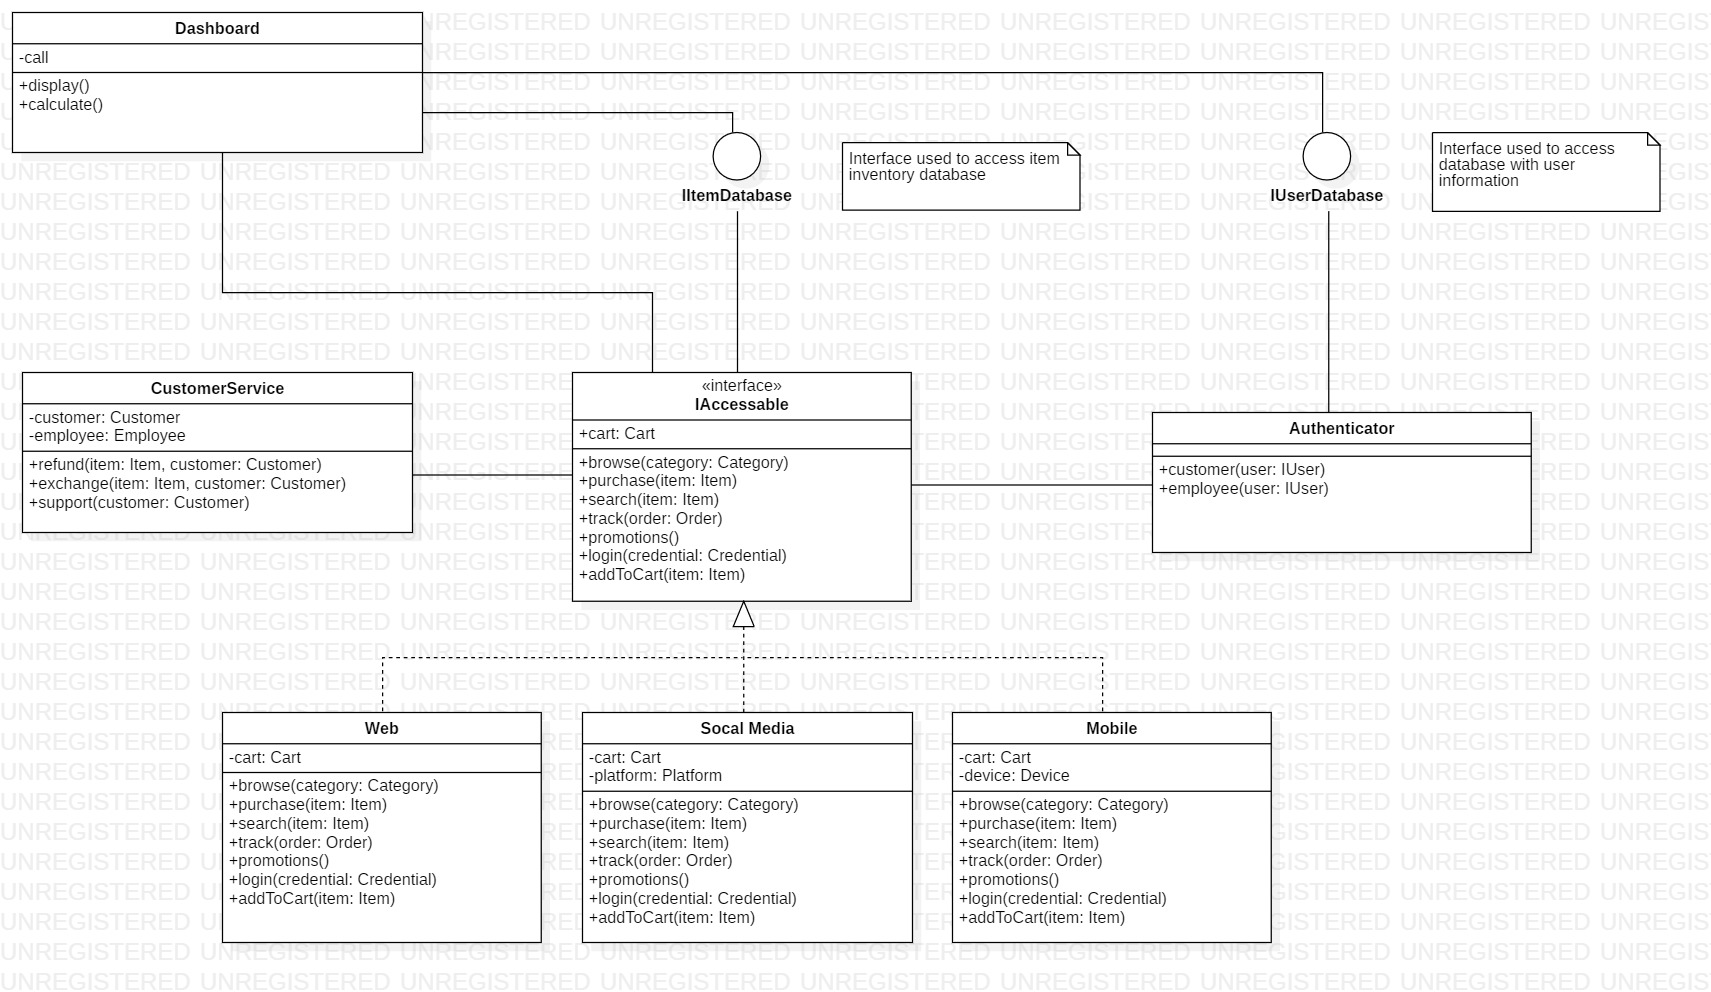 Dashboard
-call
+display()
+calculate()
IItemDatabase
Interface used to access item
inventory database
IUserDatabase
Interface used to access
database with user
information
CustomerService
-customer: Customer
-employee: Employee
+refund(item: Item, customer: Customer)
+exchange(item: Item, customer: Customer)
+support(customer: Customer)
«interface»
IAccessable
+cart: Cart
+browse(category: Category)
+purchase(item: Item)
+search(item: Item)
+track(order: Order)
+promotions()
+login(credential: Credential)
+addToCart(item: Item)
Authenticator
+customer(user: IUser)
+employee(user: IUser)
Web
-cart: Cart
+browse(category: Category)
+purchase(item: Item)
+search(item: Item)
+track(order: Order)
+promotions()
+login(credential: Credential)
+addToCart(item: Item)
Socal Media
-cart: Cart
-platform: Platform
+browse(category: Category)
+purchase(item: Item)
+search(item: Item)
+track(order: Order)
+promotions()
+login(credential: Credential)
+addToCart(item: Item)
Mobile
-cart: Cart
-device: Device
+browse(category: Category)
+purchase(item: Item)
+search(item: Item)
+track(order: Order)
+promotions()
+login(credential: Credential)
+addToCart(item: Item)
UNREGISTERED